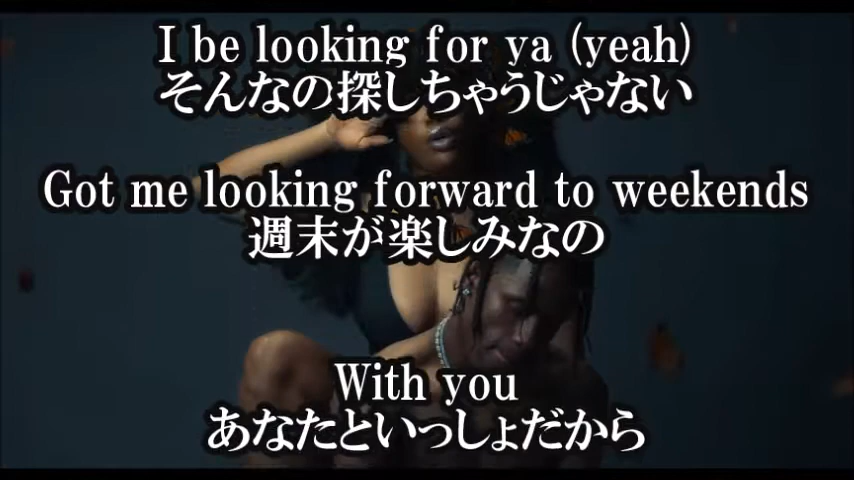 I be looking for ya (yeah)
そんなの探しちゃうじゃない
Got me looking forward to weekends
週末が楽しみなの
With you
あなたといっしょだから